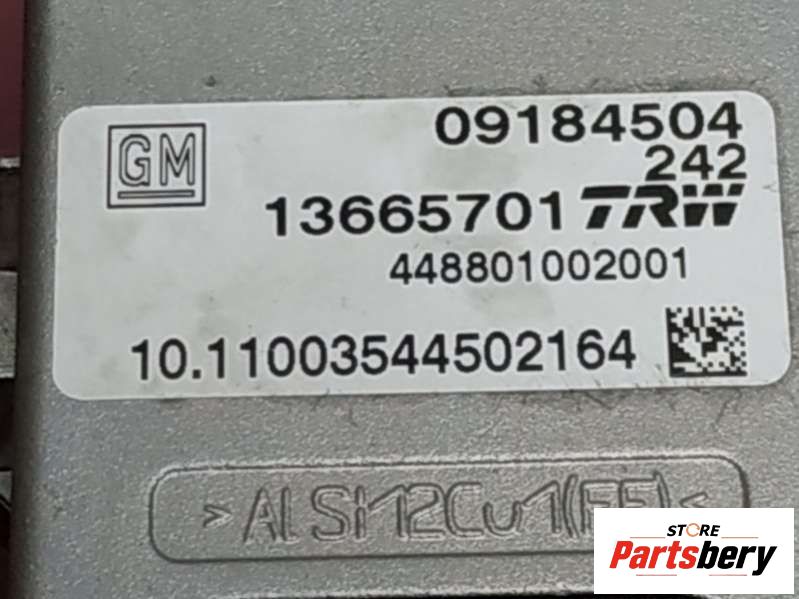 GM
09184504
242
13665701 TRW
448801002001
10.11003544502164
>AlSi12Cu1(FE)<
STORE
Partsbery